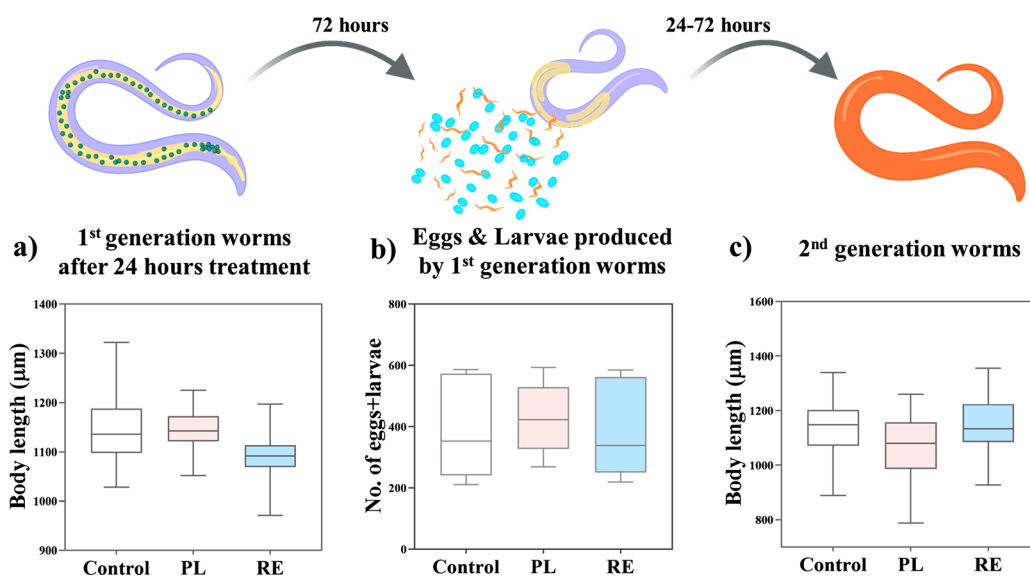 72 hours
24-72 hours
a) 1st generation worms
after 24 hours treatment
b) Eggs & Larvae produced
by 1st generation worms
c) 2nd generation worms
Body length (μm)
1400
1300
1200
1100
1000
900
Control PL RE
No. of eggs+larvae
800
600
400
200
0
Control PL RE
Body length (μm)
1600
1400
1200
1000
800
Control PL RE